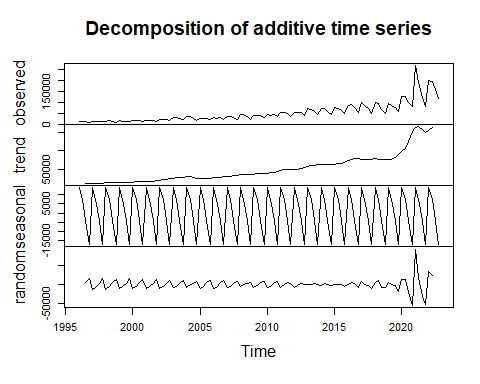 Decomposition of additive time series
observed
0 150000
trend
50000
seasonal
-15000 5000
random
-50000
1995 2000 2005 2010 2015 2020
Time